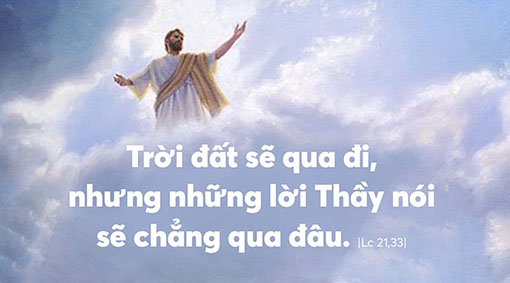 Trời đất sẽ qua đi,
nhưng những lời Thầy nói
sẽ chẳng qua đâu. |Lc 21,33|